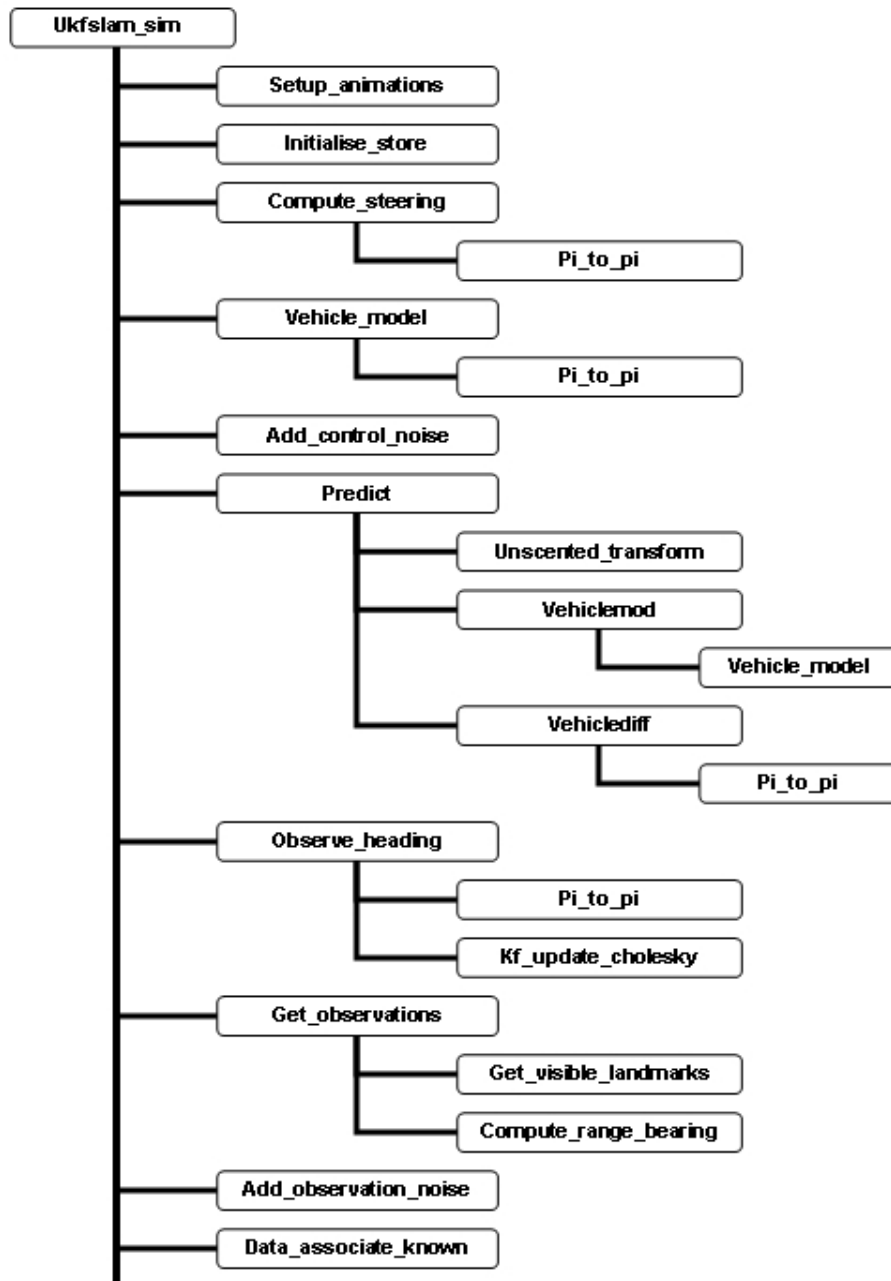 Ukfslam_sim
Setup_animations
Initialise_store
Compute_steering
Pi_to_pi
Vehicle_model
Pi_to_pi
Add_control_noise
Predict
Unscented_transform
Vehiclemod
Vehicle_model
Vehiclediff
Pi_to_pi
Observe_heading
Pi_to_pi
Kf_update_cholesky
Get_observations
Get_visible_landmarks
Compute_range_bearing
Add_observation_noise
Data_associate_known